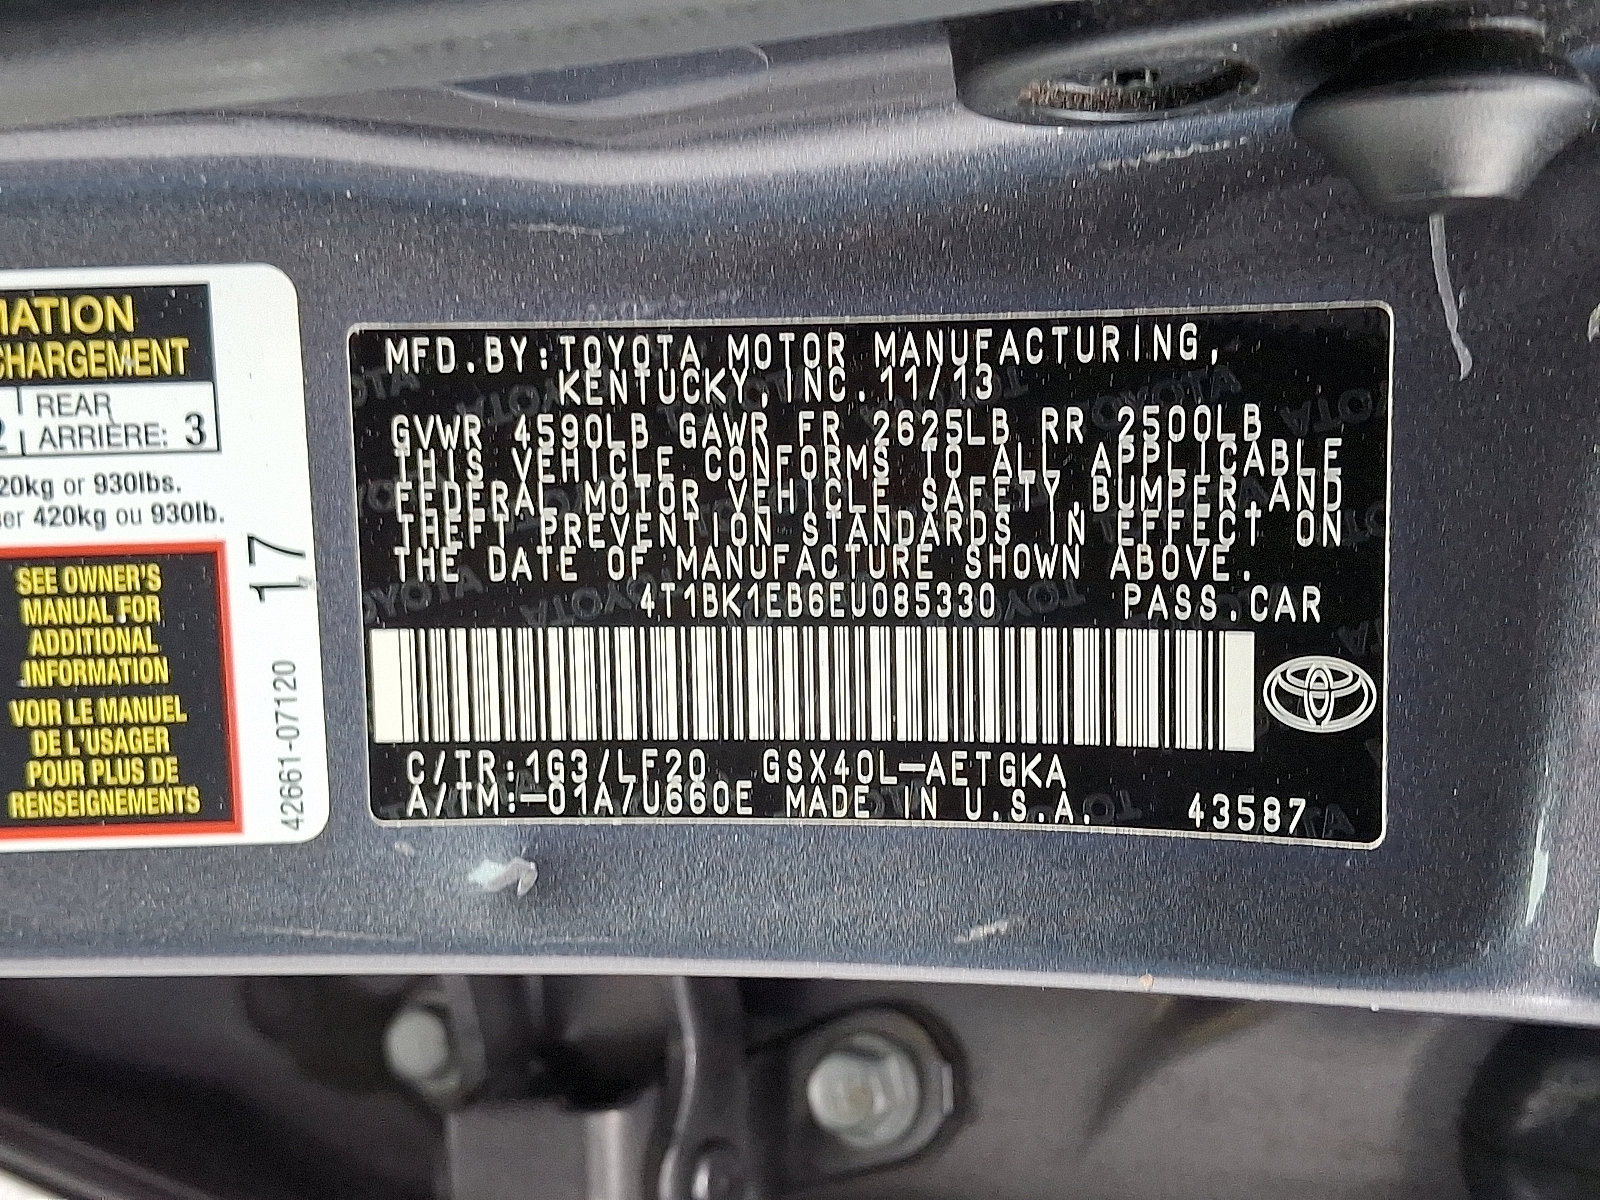 MATION
CHARGEMENT
REAR
ARRIÈRE: 3
20kg or 930lbs.
ser 420kg ou 930lb.
SEE OWNER'S
MANUAL FOR
ADDITIONAL
INFORMATION
VOIR LE MANUEL
DE L'USAGER
POUR PLUS DE
RENSEIGNEMENTS
17
42661-07120
MFD.BY:TOYOTA MOTOR MANUFACTURING,
KENTUCKY,INC.11/13
GVWR 4590LB GAWR FR 2625LB RR 2500LB
THIS VEHICLE CONFORMS TO ALL APPLICABLE
FEDERAL MOTOR VEHICLE SAFETY,BUMPER,AND
THEFT PREVENTION STANDARDS IN EFFECT ON
THE DATE OF MANUFACTURE SHOWN ABOVE.
4T1BK1EB6EU085330 PASS.CAR
C/TR:1G3/LF20 GSX40L-AETGKA
A/TM:-01A/U660E MADE IN U.S.A. 43587